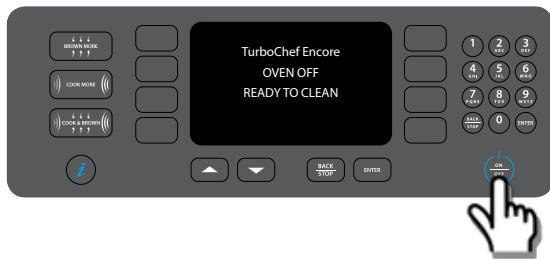 BROWN MORE
COOK MORE
COOK & BROWN
i
TurboChef Encore
OVEN OFF
READY TO CLEAN
BACK
STOP
ENTER
1
2
ABC
3
DEF
4
GHI
5
JKL
6
MNO
7
PQRS
8
TUV
9
WXYZ
BACK
STOP
0
ENTER
ON